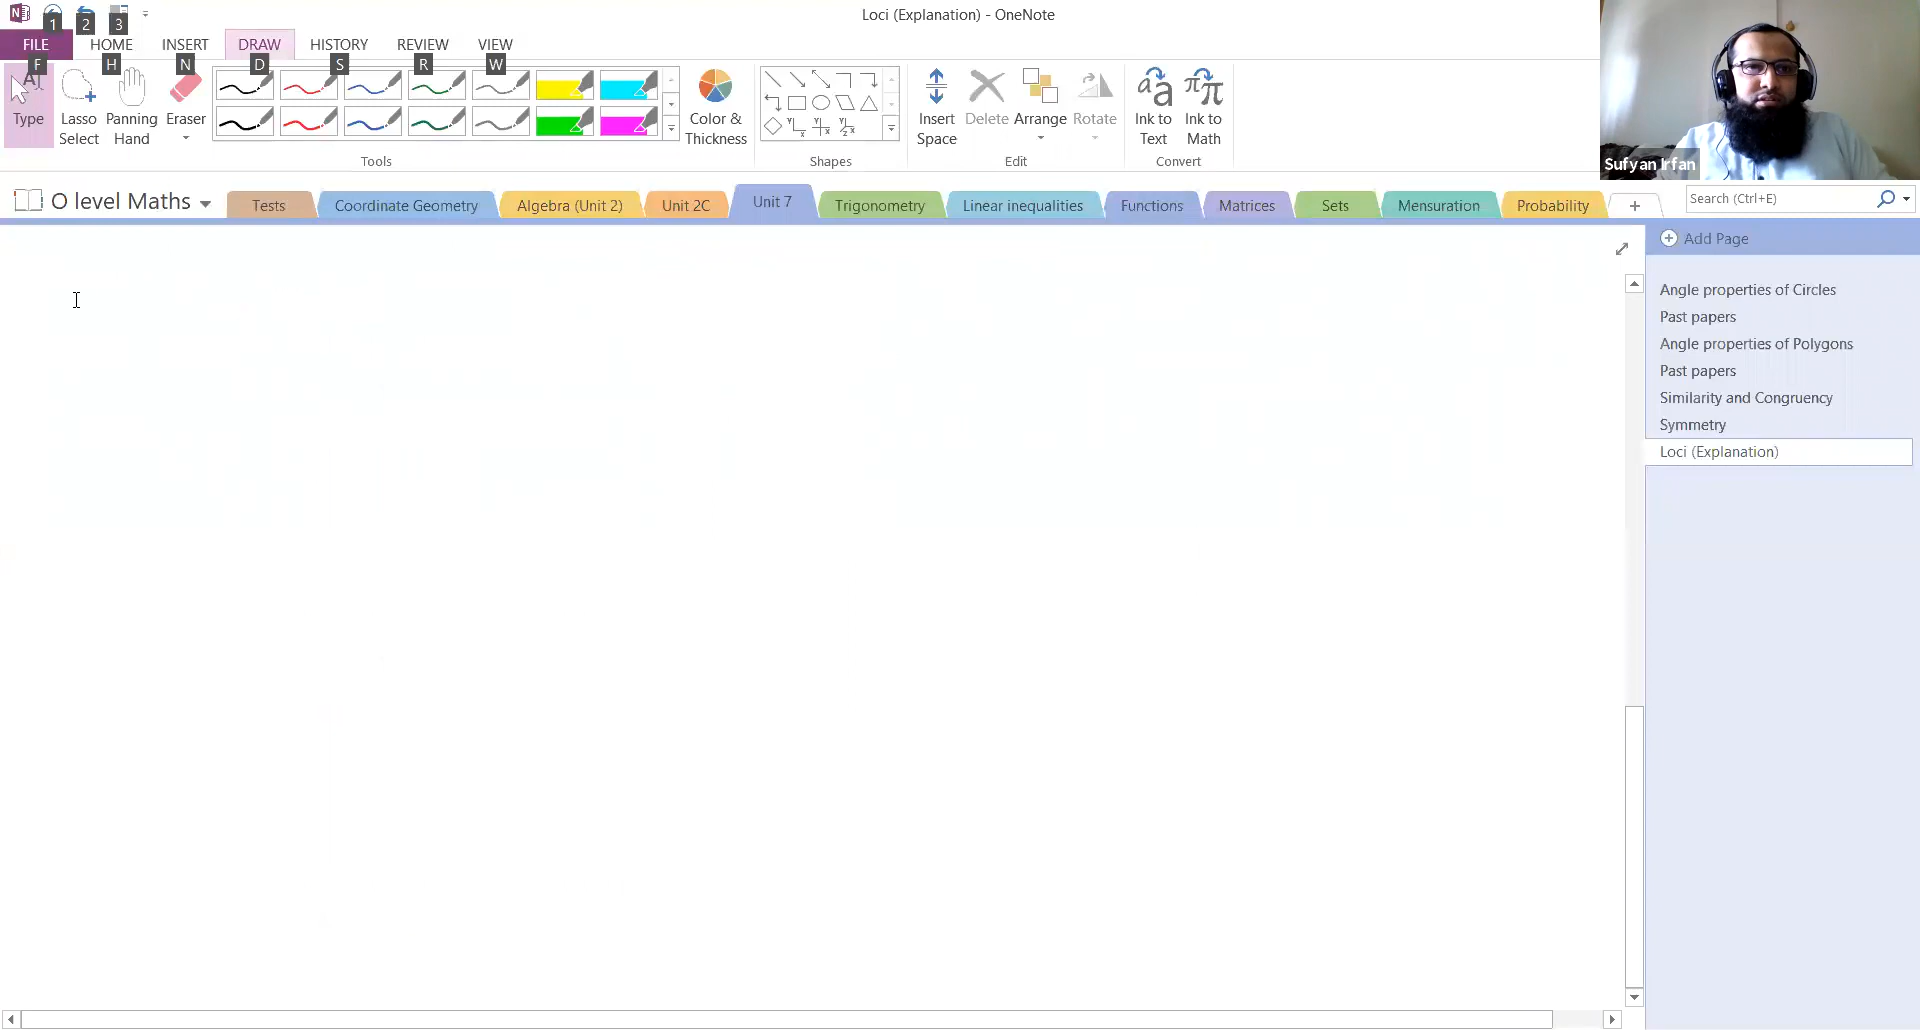 Loci (Explanation) - OneNote
1 2 3
FILE HOME INSERT DRAW HISTORY REVIEW VIEW
F H N D S R W
Type
Lasso Select
Panning Hand
Eraser
Tools
Color & Thickness
Shapes
Insert Space
Delete
Arrange
Rotate
Edit
Ink to Text
Ink to Math
Convert
Sufyan Irfan
O level Maths
Tests
Coordinate Geometry
Algebra (Unit 2)
Unit 2C
Unit 7
Trigonometry
Linear inequalities
Functions
Matrices
Sets
Mensuration
Probability
Search (Ctrl+E)
Add Page
Angle properties of Circles
Past papers
Angle properties of Polygons
Past papers
Similarity and Congruency
Symmetry
Loci (Explanation)